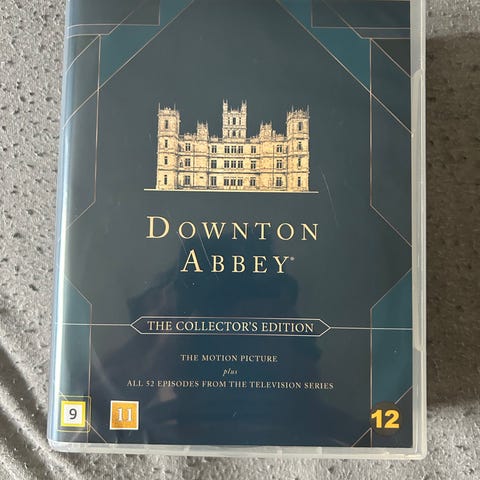 DOWNTON
ABBEY®
THE COLLECTOR'S EDITION
THE MOTION PICTURE
plus
ALL 52 EPISODES FROM THE TELEVISION SERIES
9
11
12